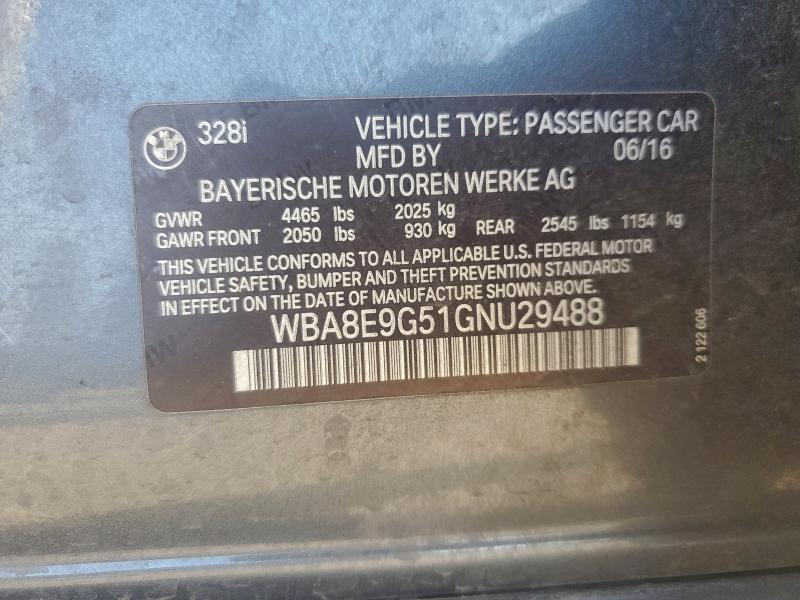 328i VEHICLE TYPE: PASSENGER CAR
MFD BY 06/16
BAYERISCHE MOTOREN WERKE AG
GVWR 4465 lbs 2025 kg
GAWR FRONT 2050 lbs 930 kg REAR 2545 lbs 1154 kg
THIS VEHICLE CONFORMS TO ALL APPLICABLE U.S. FEDERAL MOTOR
VEHICLE SAFETY, BUMPER AND THEFT PREVENTION STANDARDS
IN EFFECT ON THE DATE OF MANUFACTURE SHOWN ABOVE.
WBA8E9G51GNU29488
2 122 606